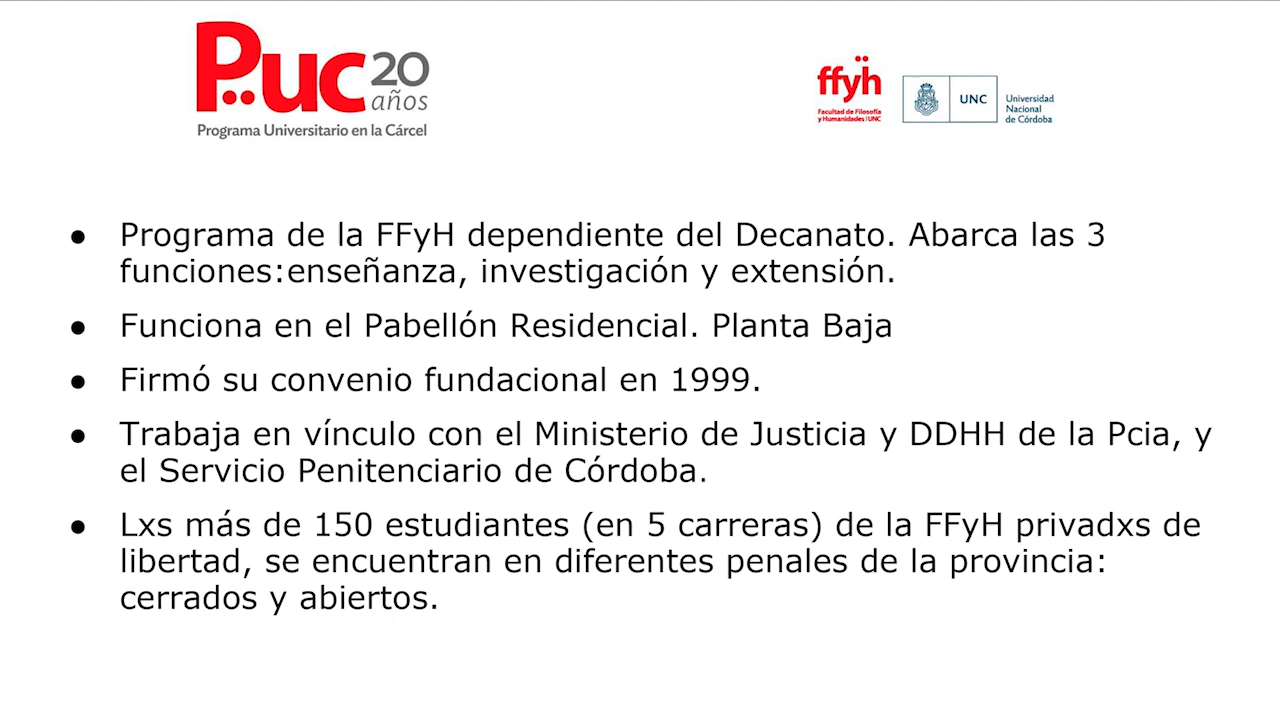 Puc 20 años
Programa Universitario en la Cárcel
ffyh
Facultad de Filosofía
y Humanidades | UNC
UNC
Universidad
Nacional
de Córdoba
● Programa de la FFyH dependiente del Decanato. Abarca las 3
funciones:enseñanza, investigación y extensión.
● Funciona en el Pabellón Residencial. Planta Baja
● Firmó su convenio fundacional en 1999.
● Trabaja en vínculo con el Ministerio de Justicia y DDHH de la Pcia, y
el Servicio Penitenciario de Córdoba.
● Lxs más de 150 estudiantes (en 5 carreras) de la FFyH privadxs de
libertad, se encuentran en diferentes penales de la provincia:
cerrados y abiertos.